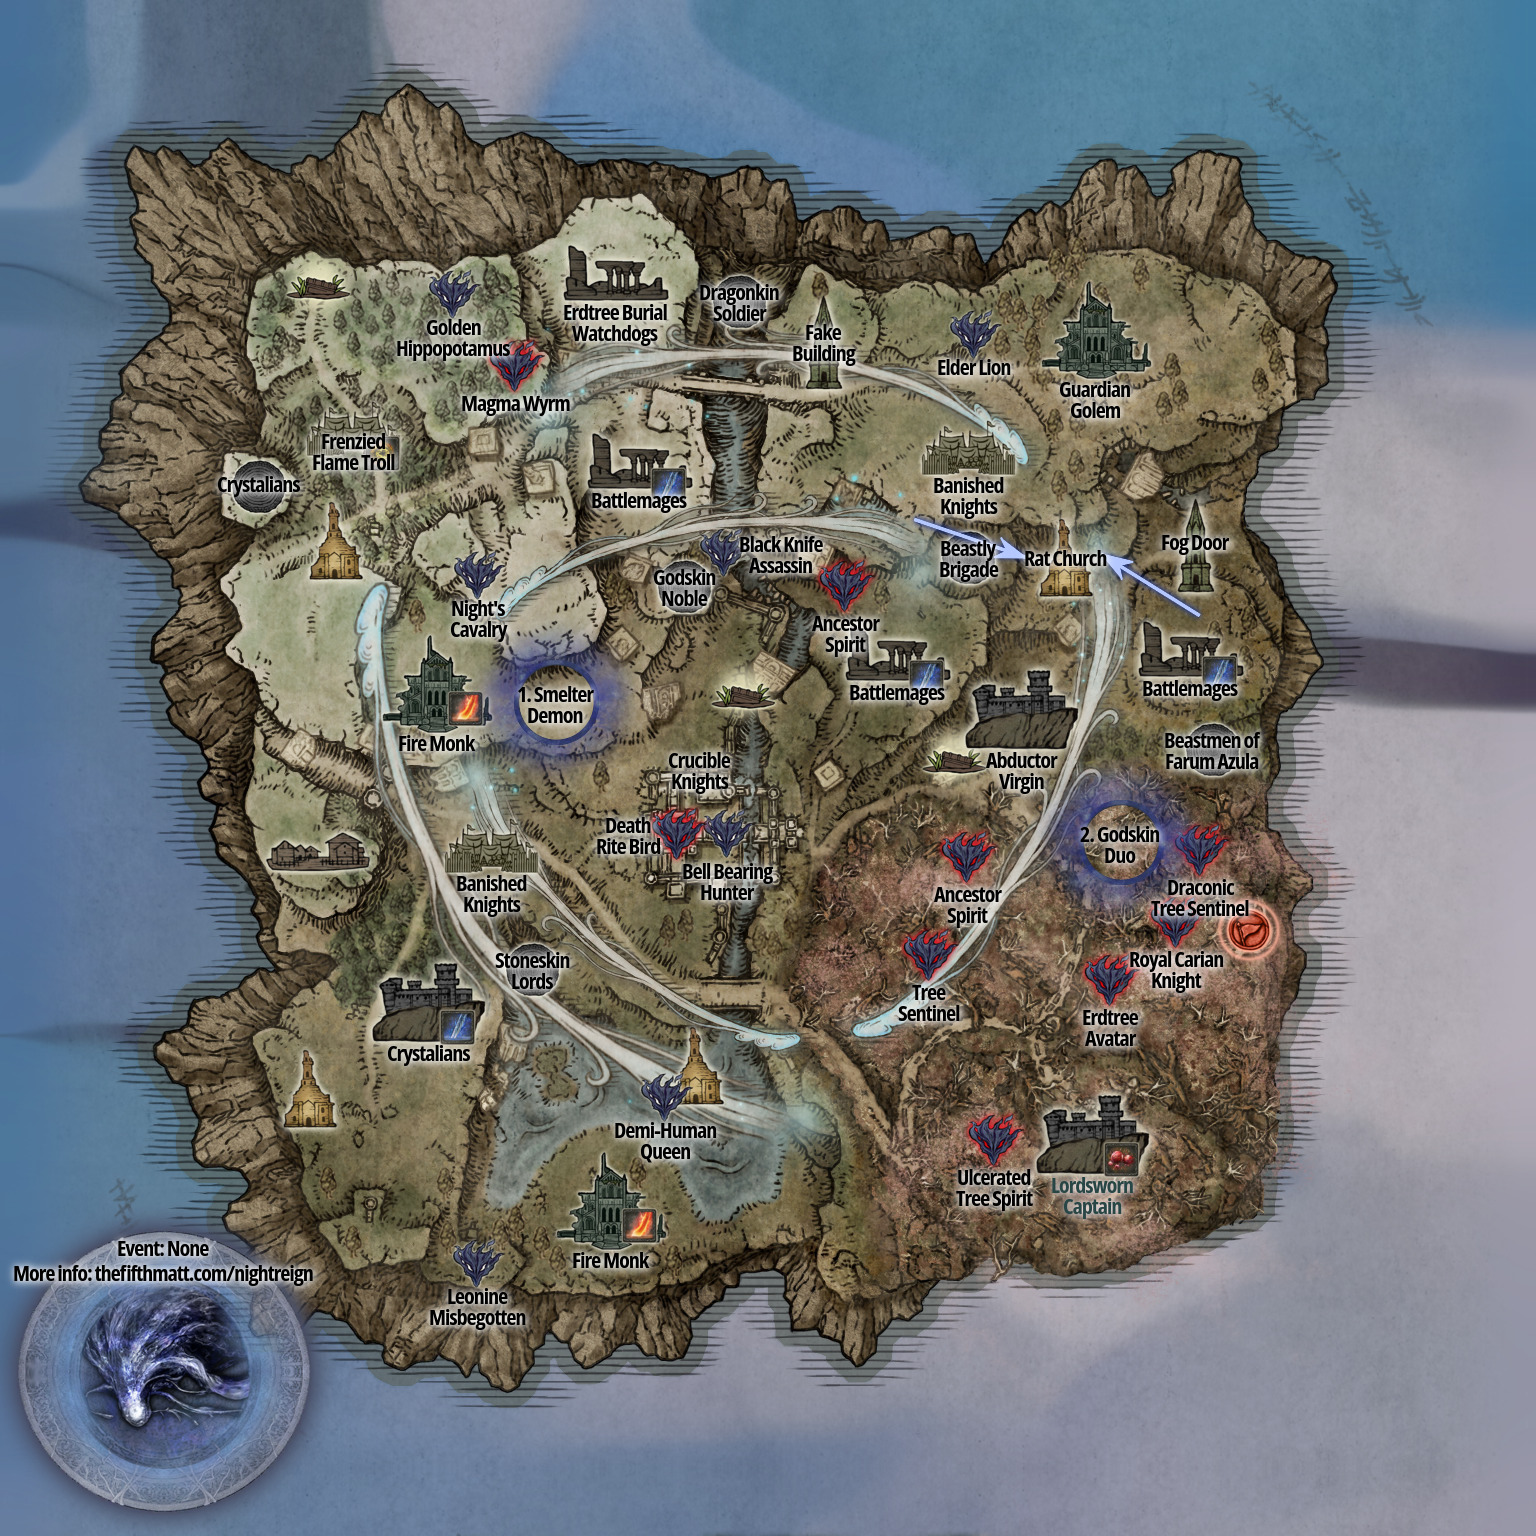 Dragonkin
Soldier
Erdtree Burial
Watchdogs
Golden
Hippopotamus
Fake
Building
Elder Lion
Guardian
Golem
Magma Wyrm
Frenzied
Flame Troll
Crystalians
Battlemages
Banished
Knights
Black Knife
Assassin
Beastly
Brigade
Rat Church
Fog Door
Godskin
Noble
Night's
Cavalry
Ancestor
Spirit
Battlemages
Battlemages
1. Smelter
Demon
Fire Monk
Abductor
Virgin
Beastmen of
Farum Azula
Crucible
Knights
Death
Rite Bird
Bell Bearing
Hunter
2. Godskin
Duo
Banished
Knights
Ancestor
Spirit
Draconic
Tree Sentinel
Stoneskin
Lords
Royal Carian
Knight
Tree
Sentinel
Erdtree
Avatar
Crystalians
Demi-Human
Queen
Ulcerated
Tree Spirit
Lordsworn
Captain
Fire Monk
Leonine
Misbegotten
Event: None
More info: thefifthmatt.com/nightreign